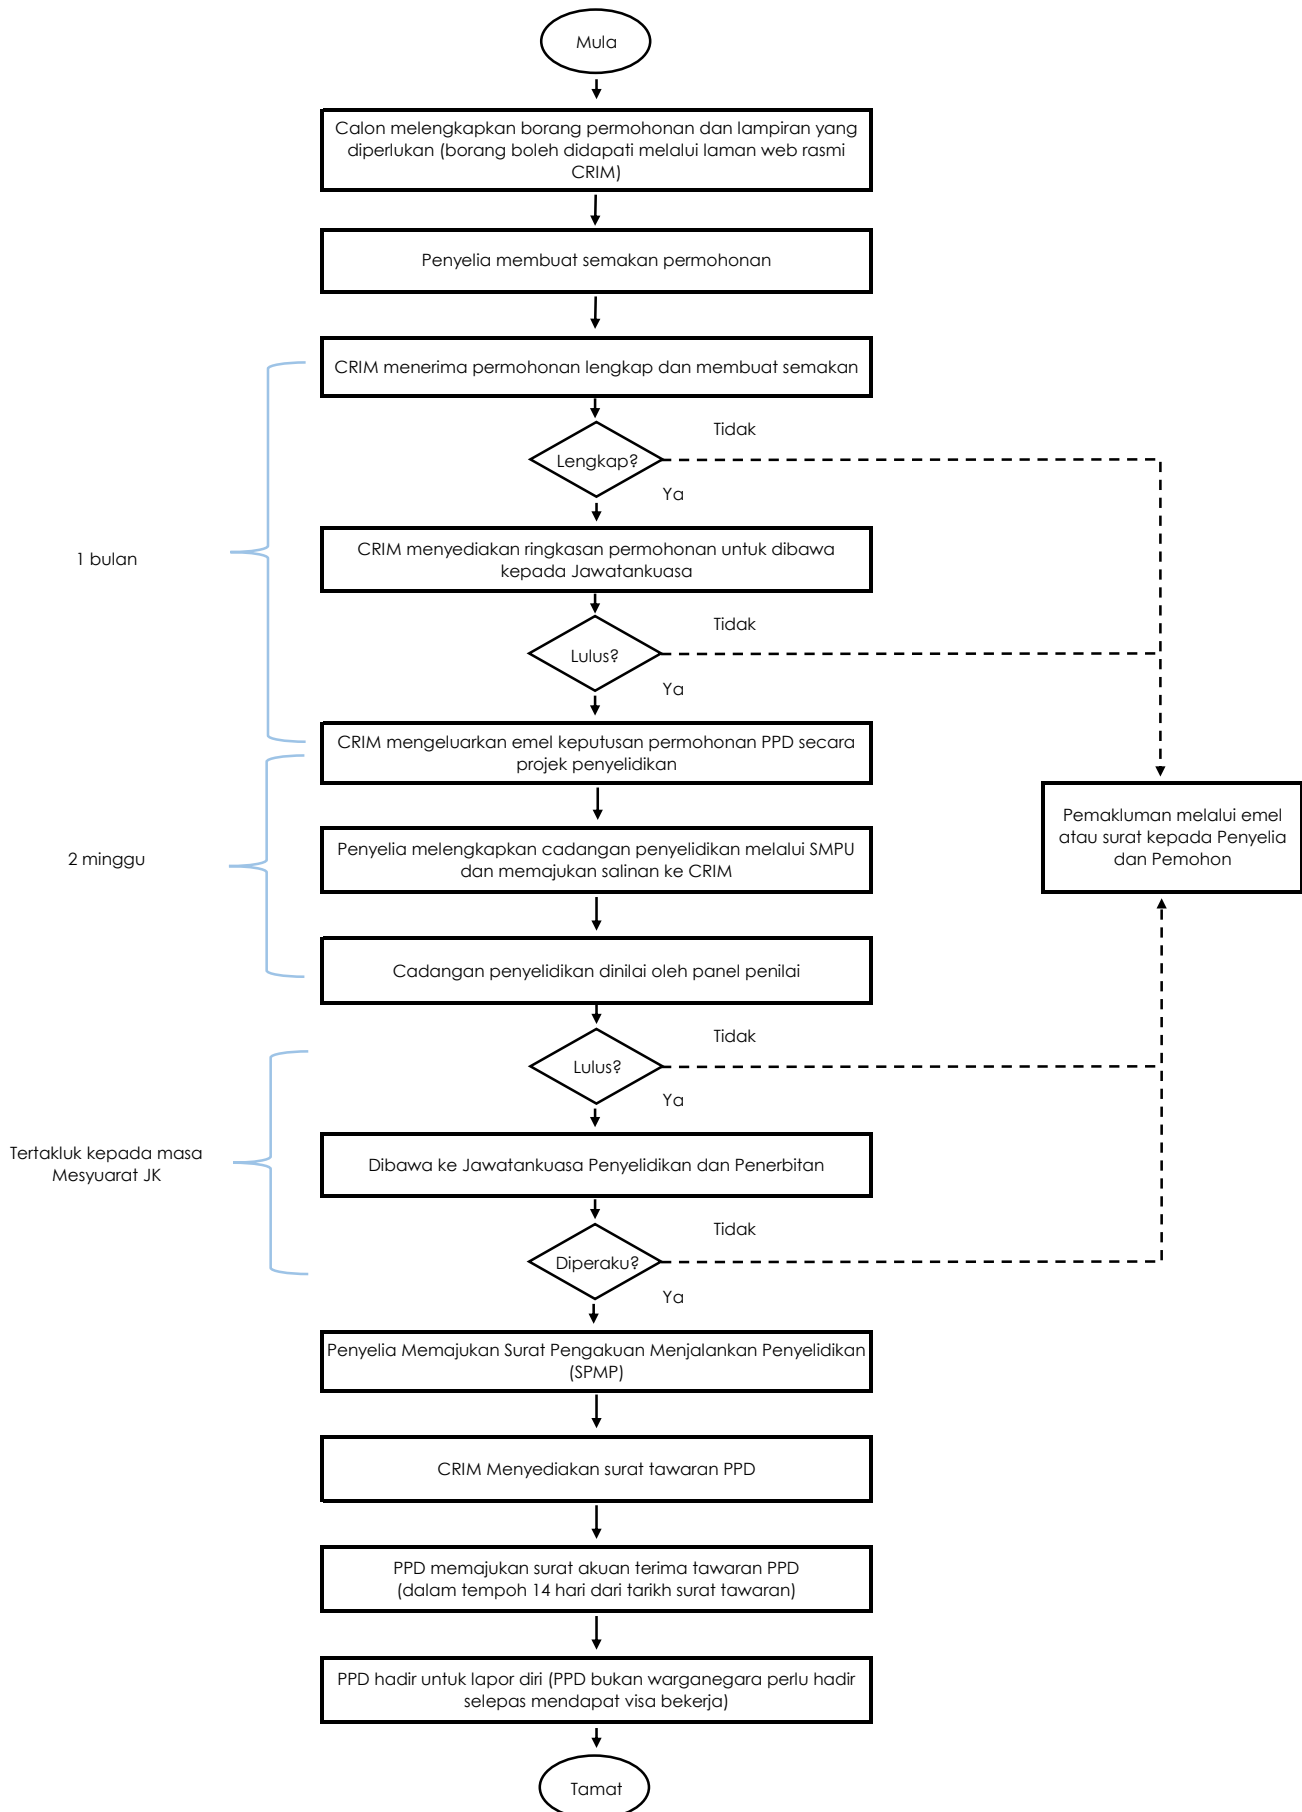 Mula
Calon melengkapkan borang permohonan dan lampiran yang
diperlukan (borang boleh didapati melalui laman web rasmi
CRIM)
Penyelia membuat semakan permohonan
CRIM menerima permohonan lengkap dan membuat semakan
Tidak
Lengkap?
Ya
1 bulan
CRIM menyediakan ringkasan permohonan untuk dibawa
kepada Jawatankuasa
Tidak
Lulus?
Ya
CRIM mengeluarkan emel keputusan permohonan PPD secara
projek penyelidikan
Pemakluman melalui emel
atau surat kepada Penyelia
dan Pemohon
2 minggu
Penyelia melengkapkan cadangan penyelidikan melalui SMPU
dan memajukan salinan ke CRIM
Cadangan penyelidikan dinilai oleh panel penilai
Tidak
Lulus?
Ya
Tertakluk kepada masa
Mesyuarat JK
Dibawa ke Jawatankuasa Penyelidikan dan Penerbitan
Tidak
Diperaku?
Ya
Penyelia Memajukan Surat Pengakuan Menjalankan Penyelidikan
(SPMP)
CRIM Menyediakan surat tawaran PPD
PPD memajukan surat akuan terima tawaran PPD
(dalam tempoh 14 hari dari tarikh surat tawaran)
PPD hadir untuk lapor diri (PPD bukan warganegara perlu hadir
selepas mendapat visa bekerja)
Tamat